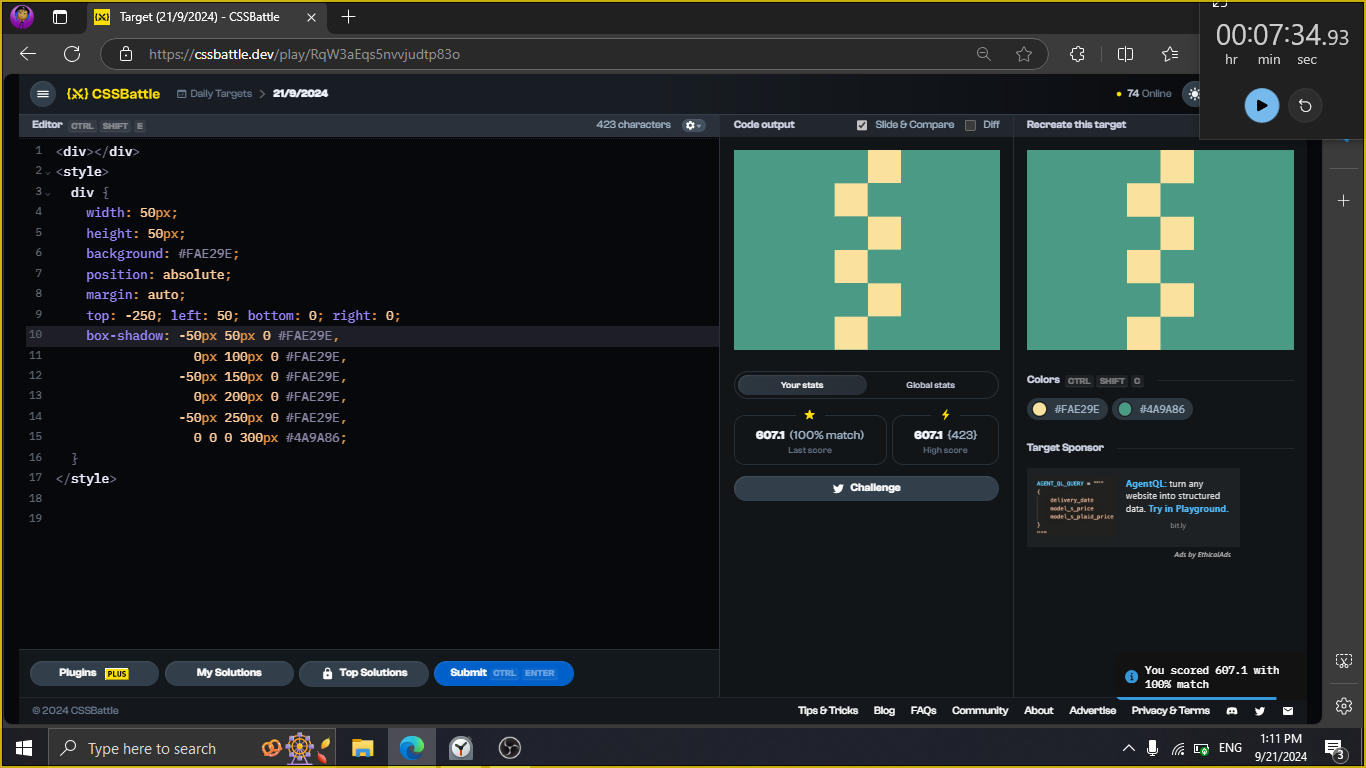 Target (21/9/2024) - CSSBattle
https://cssbattle.dev/play/RqW3aEqs5nvvjudtp83o
00:07:34.93
hr min sec
{X} CSSBattle
Daily Targets > 21/9/2024
74 Online
Editor CTRL SHIFT E
423 characters
Code output
Slide & Compare
Diff
Recreate this target
1 <div></div>
2 <style>
3 div {
4 width: 50px;
5 height: 50px;
6 background: #FAE29E;
7 position: absolute;
8 margin: auto;
9 top: -250; left: 50; bottom: 0; right: 0;
10 box-shadow: -50px 50px 0 #FAE29E,
11 0px 100px 0 #FAE29E,
12 -50px 150px 0 #FAE29E,
13 0px 200px 0 #FAE29E,
14 -50px 250px 0 #FAE29E,
15 0 0 0 300px #4A9A86;
16 }
17 </style>
18
19
Your stats
Global stats
607.1 (100% match)
Last score
607.1 {423}
High score
Challenge
Colors CTRL SHIFT C
#FAE29E
#4A9A86
Target Sponsor
AGENT_QL_QUERY = """
{
delivery_date
model_s_price
model_s_plaid_price
}
"""
AgentQL: turn any
website into structured
data. Try in Playground.
bit.ly
Ads by EthicalAds
Plugins PLUS
My Solutions
Top Solutions
Submit CTRL ENTER
You scored 607.1 with
100% match
© 2024 CSSBattle
Tips & Tricks
Blog
FAQs
Community
About
Advertise
Privacy & Terms
Type here to search
ENG
1:11 PM
9/21/2024
3